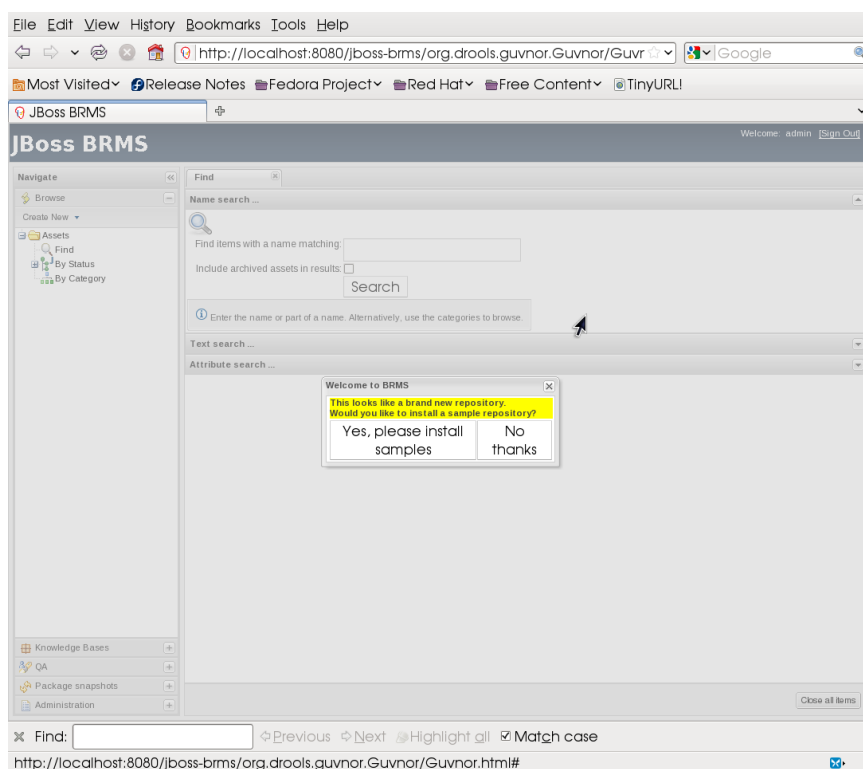 File Edit View History Bookmarks Tools Help
http://localhost:8080/jboss-brms/org.drools.guvnor.Guvnor/Guvr Google
Most Visited Release Notes Fedora Project Red Hat Free Content TinyURL!
JBoss BRMS
JBoss BRMS
Welcome: admin [Sign Out]
Navigate
Browse
Create New
Assets
Find
By Status
By Category
Knowledge Bases
QA
Package snapshots
Administration
Find
Name search ...
Find items with a name matching:
Include archived assets in results:
Search
Enter the name or part of a name. Alternatively, use the categories to browse.
Text search ...
Attribute search ...
Welcome to BRMS
This looks like a brand new repository.
Would you like to install a sample repository?
Yes, please install
samples
No
thanks
Close all items
Find: Previous Next Highlight all Match case
http://localhost:8080/jboss-brms/org.drools.guvnor.Guvnor/Guvnor.html#